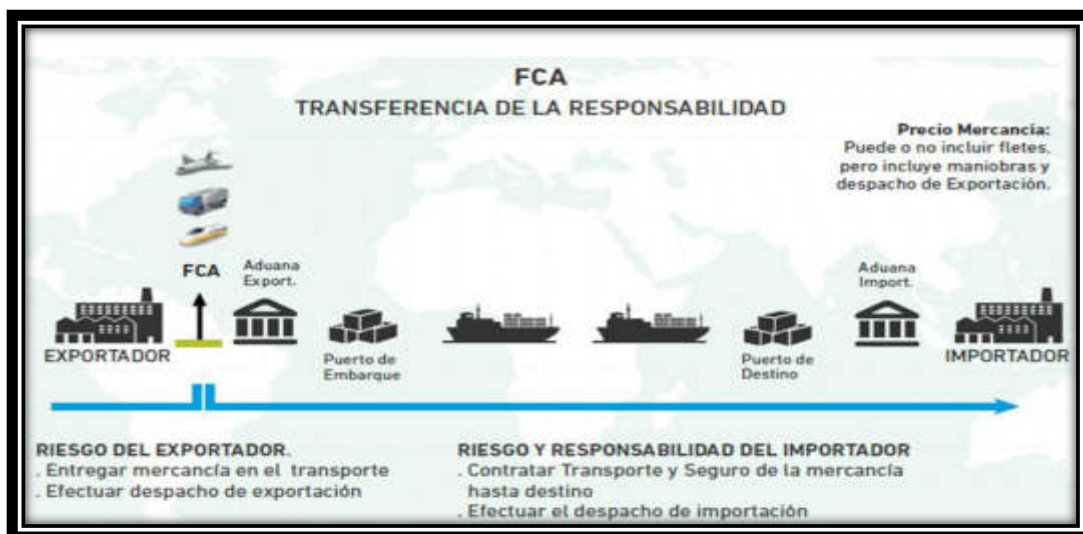 FCA
TRANSFERENCIA DE LA RESPONSABILIDAD
Precio Mercancía:
Puede o no incluir fletes,
pero incluye maniobras y
despacho de Exportación.
FCA
Aduana
Export.
Aduana
Import.
EXPORTADOR
Puerto de
Embarque
Puerto de
Destino
IMPORTADOR
RIESGO DEL EXPORTADOR.
. Entregar mercancía en el transporte
. Efectuar despacho de exportación
RIESGO Y RESPONSABILIDAD DEL IMPORTADOR
. Contratar Transporte y Seguro de la mercancía
hasta destino
. Efectuar el despacho de importación